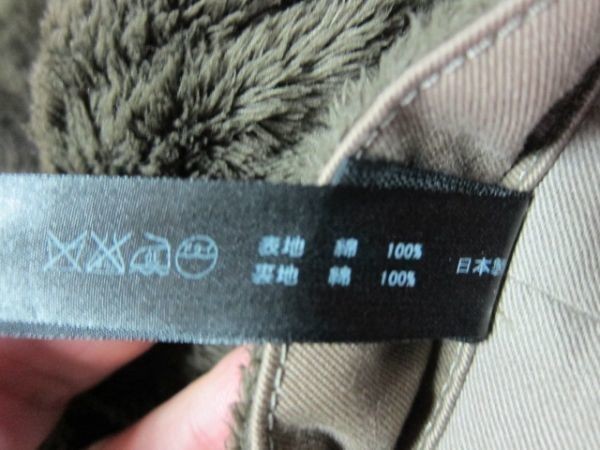 表地 綿 100%
裏地 綿 100%
日本製